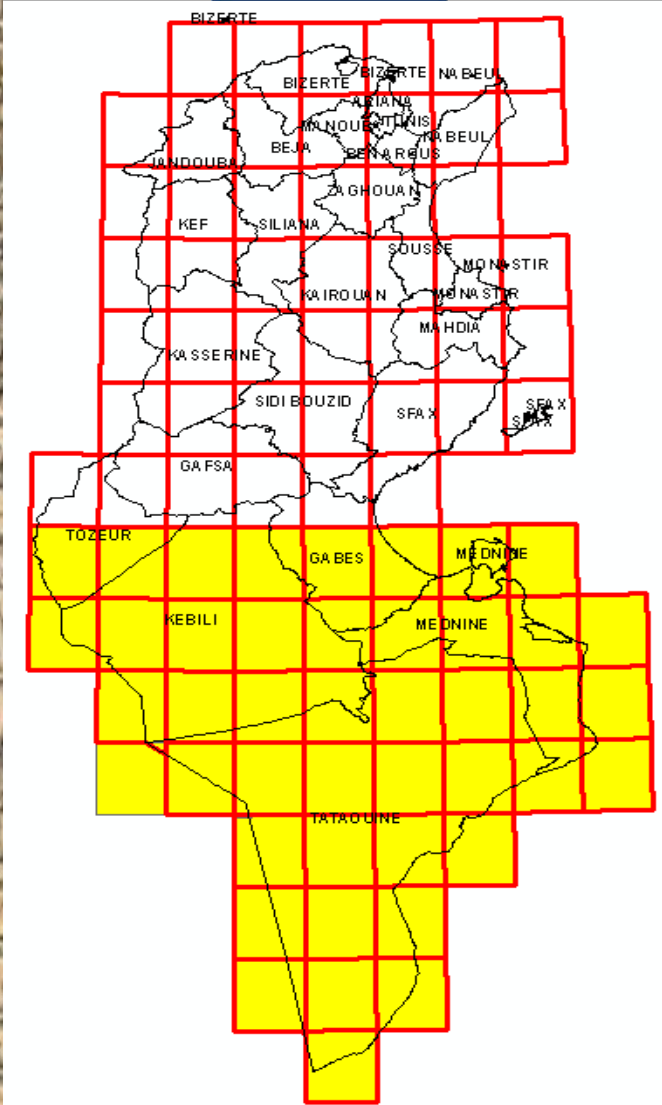 BIZERTE
BIZERTE
BIZERTE
NABEUL
ARIANA
MANOUBA
TUNIS
NABEUL
BEJA
BEN AROUS
JANDOUBA
AGHOUAN
KEF
SILIANA
SOUSSE
MONASTIR
KAIROUAN
MONASTIR
MAHDIA
KASSERINE
SIDI BOUZID
SFAX
SFAX
SFAX
GAFSA
TOZEUR
GABES
MEDNINE
KEBILI
MEDNINE
TATAOUINE